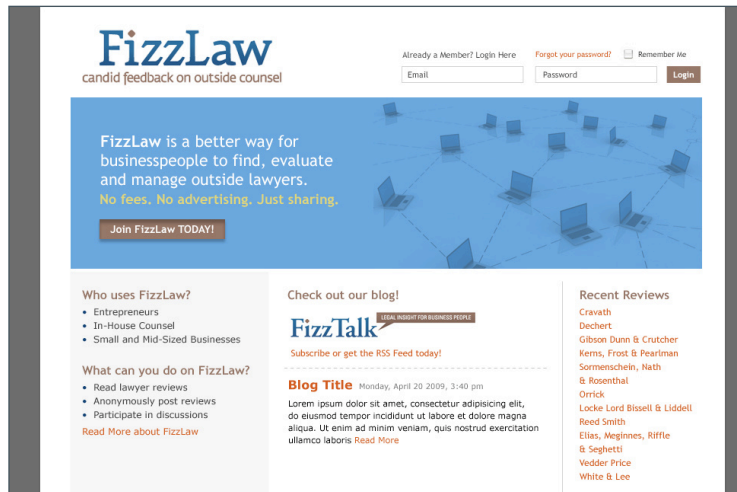 FizzLaw
candid feedback on outside counsel
Already a Member? Login Here
Forgot your password?
Remember Me
Email
Password
Login
FizzLaw is a better way for
businesspeople to find, evaluate
and manage outside lawyers.
No fees. No advertising. Just sharing.
Join FizzLaw TODAY!
Who uses FizzLaw?
• Entrepreneurs
• In-House Counsel
• Small and Mid-Sized Businesses
What can you do on FizzLaw?
• Read lawyer reviews
• Anonymously post reviews
• Participate in discussions
Read More about FizzLaw
Check out our blog!
FizzTalk
LEGAL INSIGHT FOR BUSINESS PEOPLE
Subscribe or get the RSS Feed today!
Blog Title Monday, April 20 2009, 3:40 pm
Lorem ipsum dolor sit amet, consectetur adipisicing elit,
do eiusmod tempor incididunt ut labore et dolore magna
aliqua. Ut enim ad minim veniam, quis nostrud exercitation
ullamco laboris Read More
Recent Reviews
Cravath
Dechert
Gibson Dunn & Crutcher
Kerns, Frost & Pearlman
Sormenschein, Nath
& Rosenthal
Orrick
Locke Lord Bissell & Liddell
Reed Smith
Elias, Meginnes, Riffle
& Seghetti
Vedder Price
White & Lee